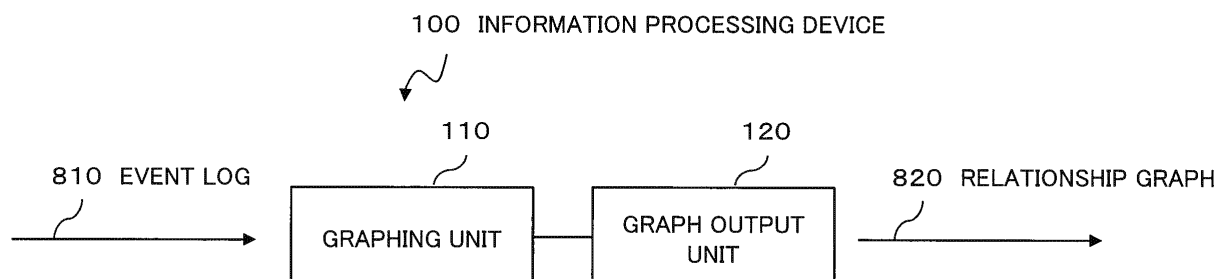 100 INFORMATION PROCESSING DEVICE
110
120
810 EVENT LOG
820 RELATIONSHIP GRAPH
GRAPHING UNIT
GRAPH OUTPUT
UNIT